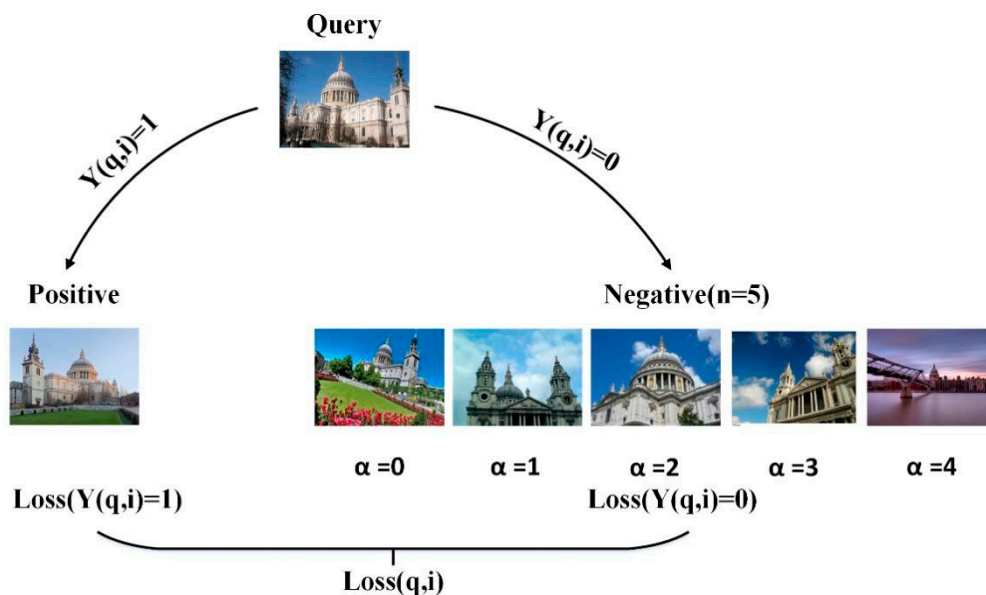 Query
Y(q,i)=1
Y(q,i)=0
Positive
Negative(n=5)
α =0
α =1
α =2
α =3
α =4
Loss(Y(q,i)=1)
Loss(Y(q,i)=0)
Loss(q,i)